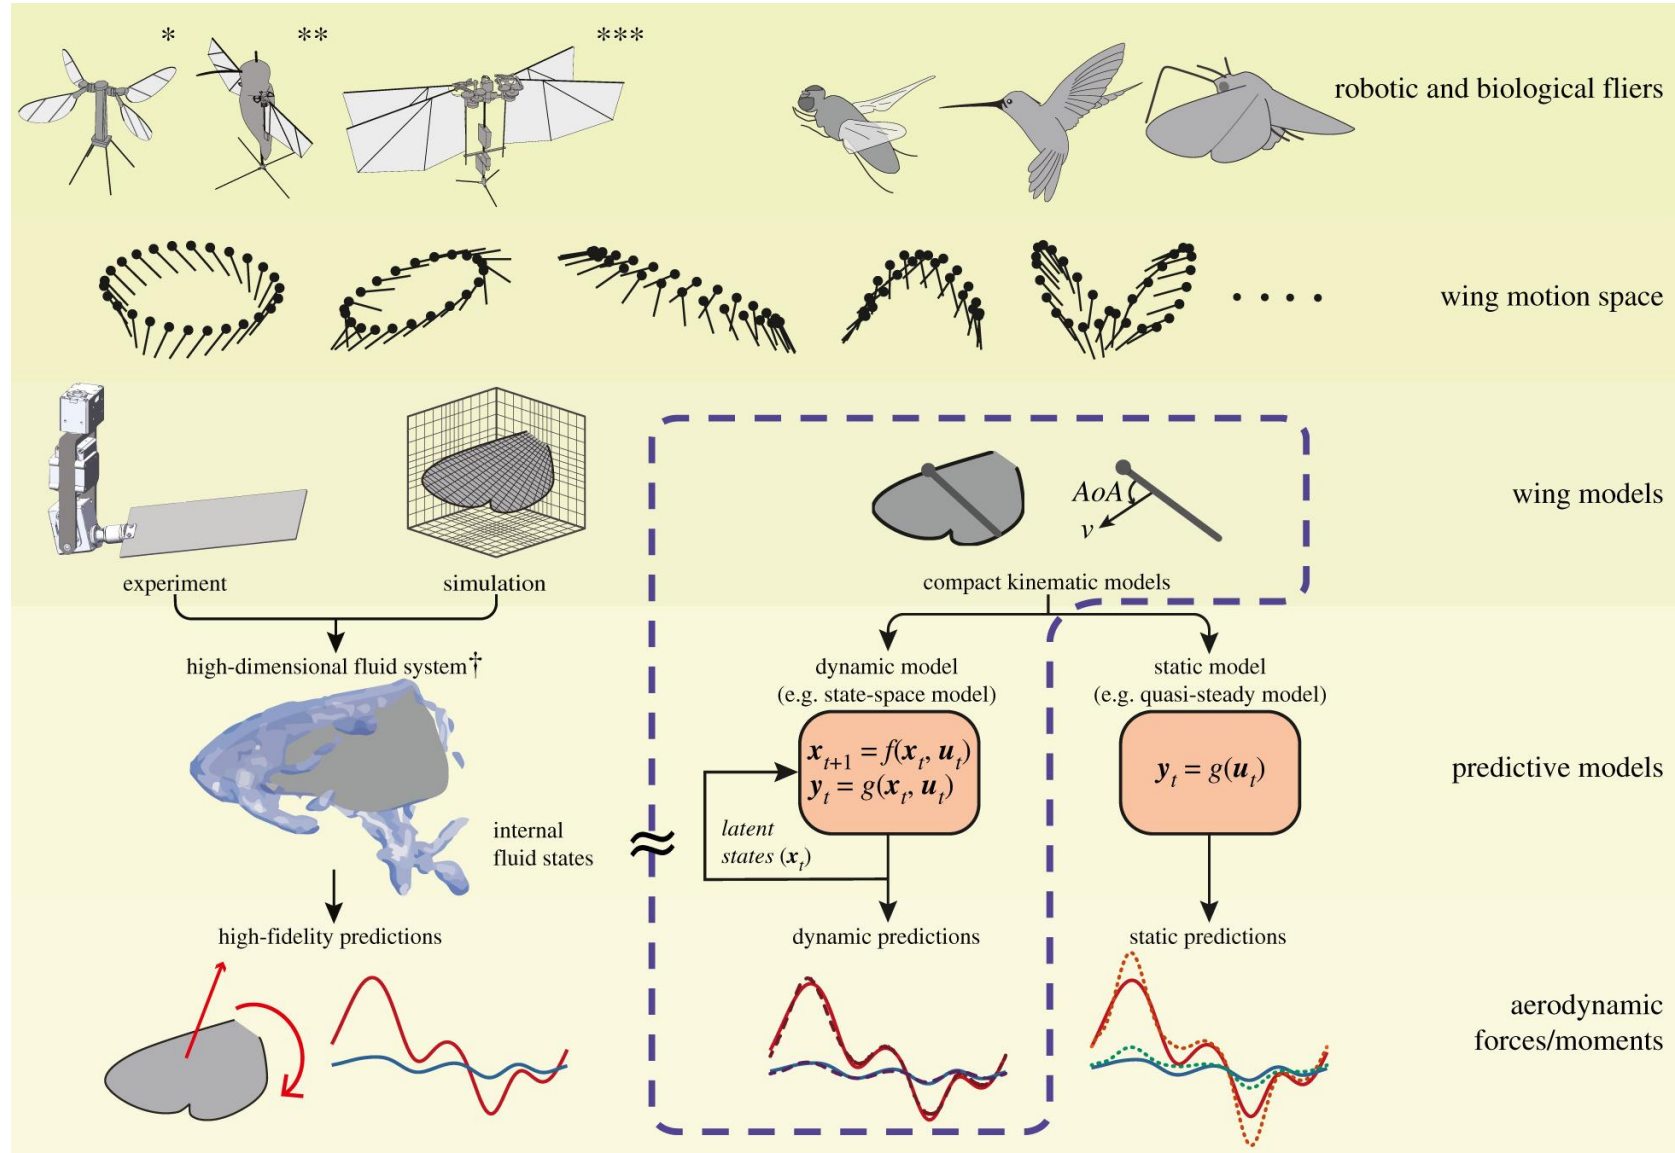 * ** ***
robotic and biological fliers
wing motion space
AoA
v
wing models
experiment
simulation
compact kinematic models
high-dimensional fluid system†
dynamic model
(e.g. state-space model)
static model
(e.g. quasi-steady model)
x_{t+1} = f(x_t, u_t)
y_t = g(x_t, u_t)
y_t = g(u_t)
predictive models
latent
states (x_t)
internal
fluid states
≈
high-fidelity predictions
dynamic predictions
static predictions
aerodynamic
forces/moments